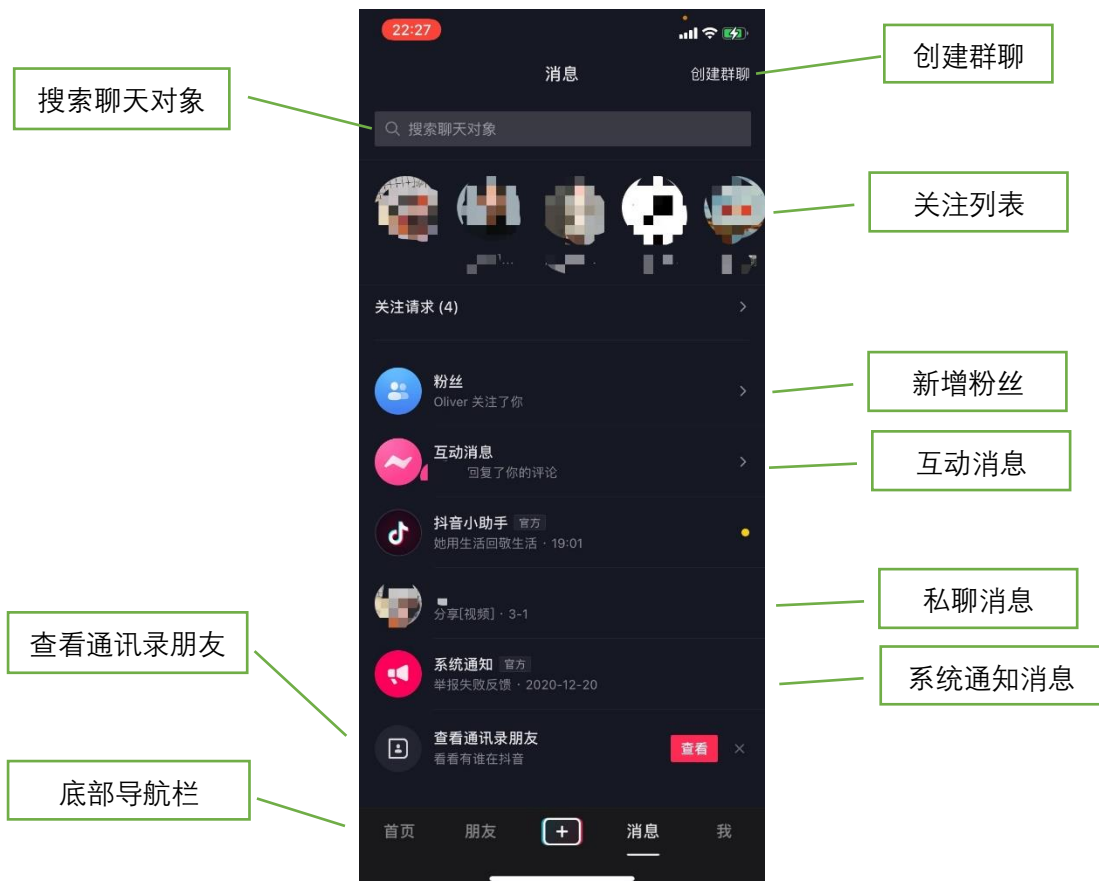 22:27
消息
创建群聊
创建群聊
搜索聊天对象
搜索聊天对象
关注列表
关注请求 (4)
粉丝
Oliver 关注了你
新增粉丝
互动消息
回复了你的评论
互动消息
抖音小助手 官方
她用生活回敬生活 · 19:01
分享[视频] · 3-1
私聊消息
系统通知 官方
举报失败反馈 · 2020-12-20
系统通知消息
查看通讯录朋友
查看通讯录朋友
看看有谁在抖音
查看
底部导航栏
首页 朋友 消息 我